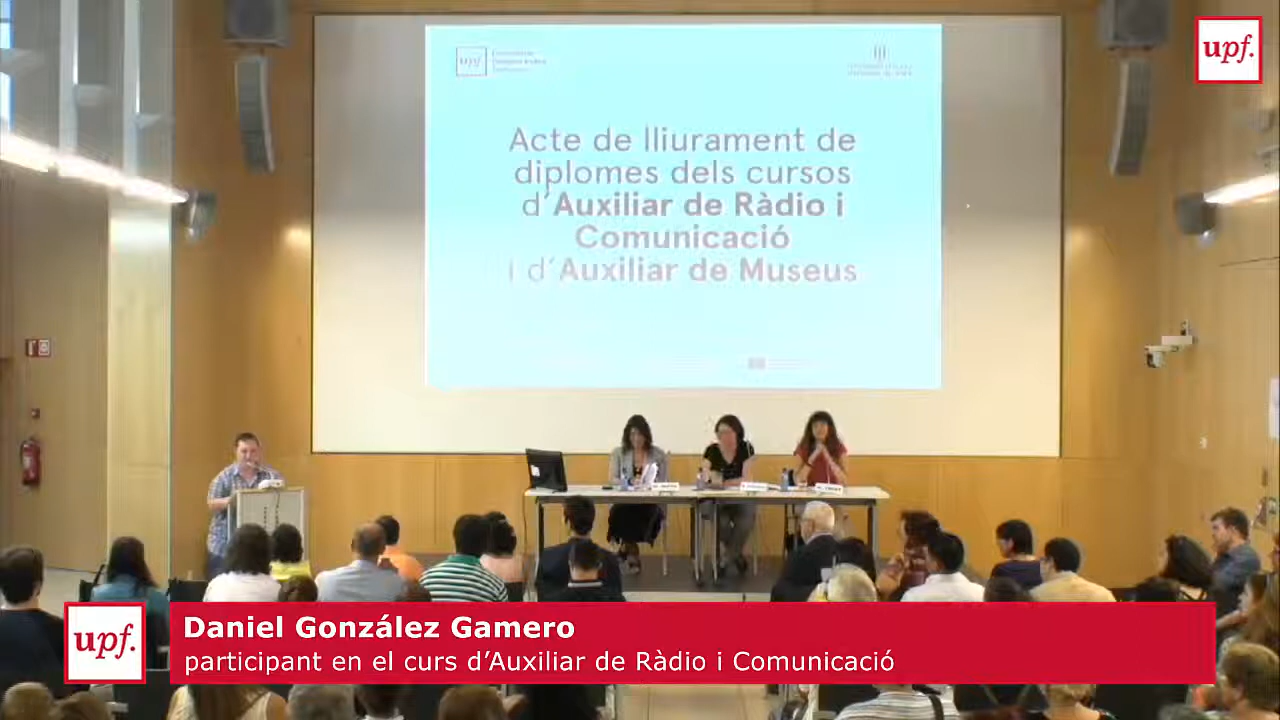 upf.
upf
Acte de lliurament de
diplomes dels cursos
d'Auxiliar de Ràdio i
Comunicació
i d'Auxiliar de Museus
upf.
Daniel González Gamero
participant en el curs d’Auxiliar de Ràdio i Comunicació